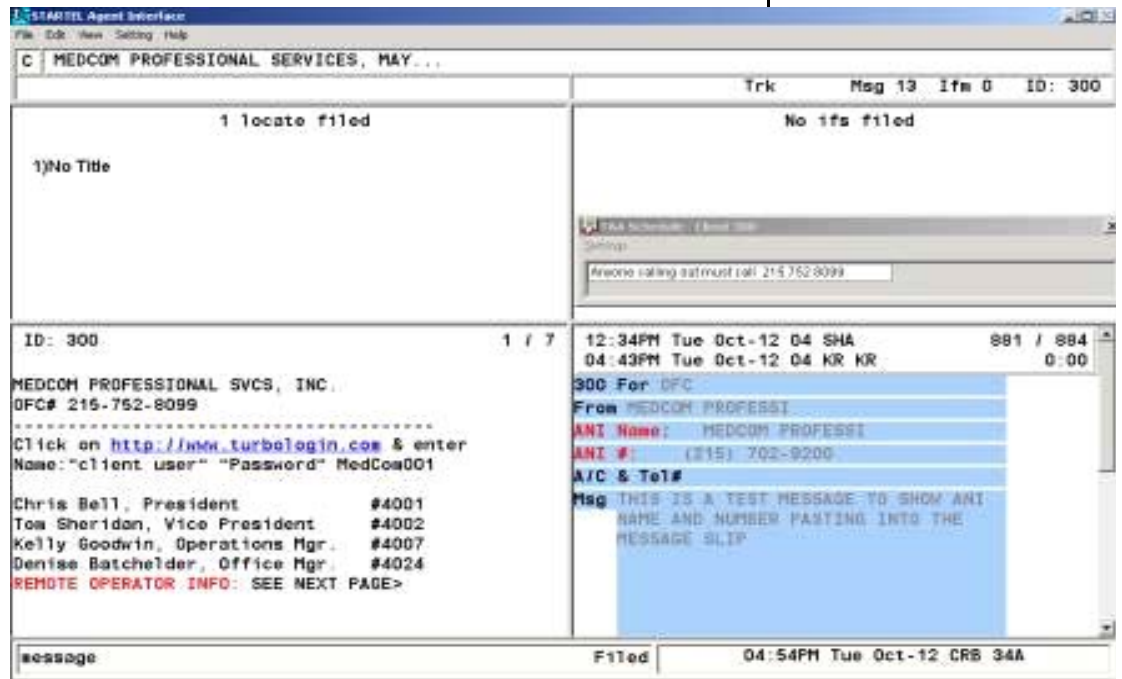 STARTEL Agent Interface
File Edit View Setting Help
C MEDCOM PROFESSIONAL SERVICES, MAY...
Trk Msg 13 Ifm 0 ID: 300
1 locate filed
1)No Title
No ifs filed
Schedule
Settings
Anyone calling out must call 215.752.8099
ID: 300 1 / 7
MEDCOM PROFESSIONAL SVCS, INC.
OFC# 215-752-8099
Click on http://www.turbologin.com & enter
Name:"client user" "Password" MedCom001
Chris Bell, President #4001
Tom Sheridan, Vice President #4002
Kelly Goodwin, Operations Mgr. #4007
Denise Batchelder, Office Mgr. #4024
REMOTE OPERATOR INFO: SEE NEXT PAGE>
12:34PM Tue Oct-12 04 SHA 881 / 884
04:43PM Tue Oct-12 04 KR KR 0:00
300 For OFC
From MEDCOM PROFESSI
ANI Name: MEDCOM PROFESSI
ANI #: (215) 702-9200
A/C & Tel#
Msg THIS IS A TEST MESSAGE TO SHOW ANI
NAME AND NUMBER PASTING INTO THE
MESSAGE SLIP
message Filed 04:54PM Tue Oct-12 CRB 34A